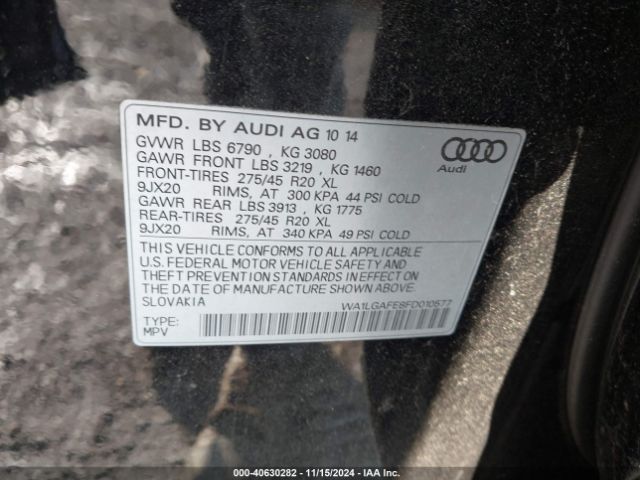 MFD. BY AUDI AG 10 14
GVWR LBS 6790 , KG 3080
GAWR FRONT LBS 3219 , KG 1460
FRONT-TIRES 275/45 R20 XL
9JX20 RIMS, AT 300 KPA 44 PSI COLD
GAWR REAR LBS 3913 , KG 1775
REAR-TIRES 275/45 R20 XL
9JX20 RIMS, AT 340 KPA 49 PSI COLD
Audi
THIS VEHICLE CONFORMS TO ALL APPLICABLE
U.S. FEDERAL MOTOR VEHICLE SAFETY AND
THEFT PREVENTION STANDARDS IN EFFECT ON
THE DATE OF MANUFACTURE SHOWN ABOVE.
SLOVAKIA
WA1LGAFE8FD010577
TYPE:
MPV
000-40630282 - 11/15/2024 - IAA Inc.